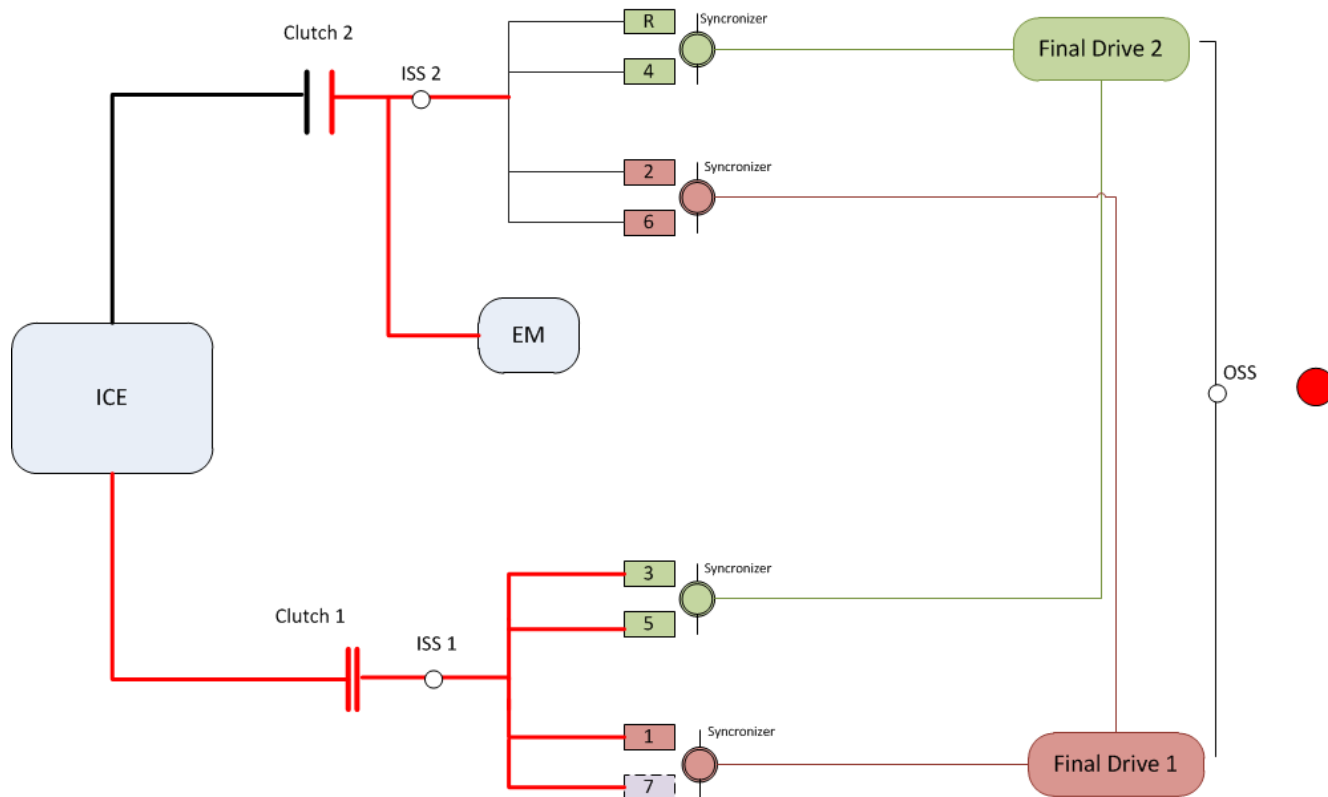 R
Syncronizer
Clutch 2
Final Drive 2
ISS 2
4
2
Syncronizer
6
EM
ICE
OSS
3
Syncronizer
Clutch 1
5
ISS 1
1
Syncronizer
Final Drive 1
7